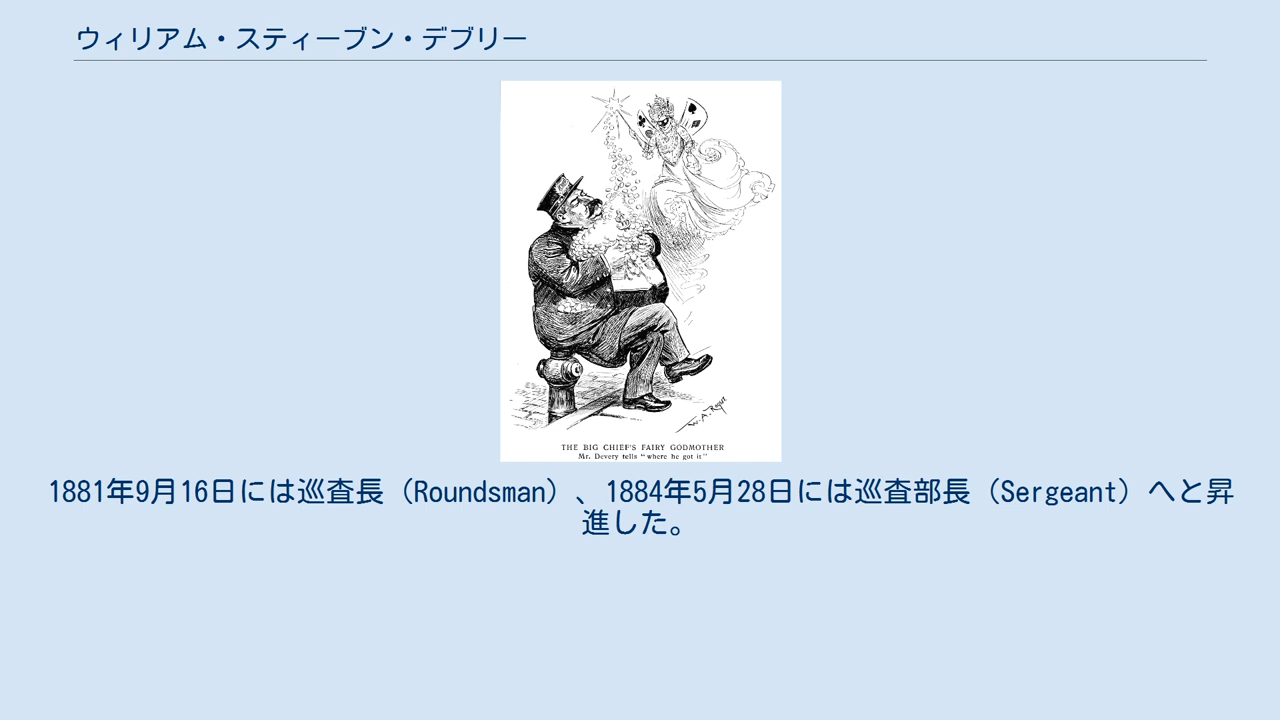 ウィリアム・スティーブン・デブリー
W. A. Rogers
THE BIG CHIEF'S FAIRY GODMOTHER
Mr. Devery tells "where he got it"
1881年9月16日には巡査長（Roundsman）、1884年5月28日には巡査部長（Sergeant）へと昇
進した。